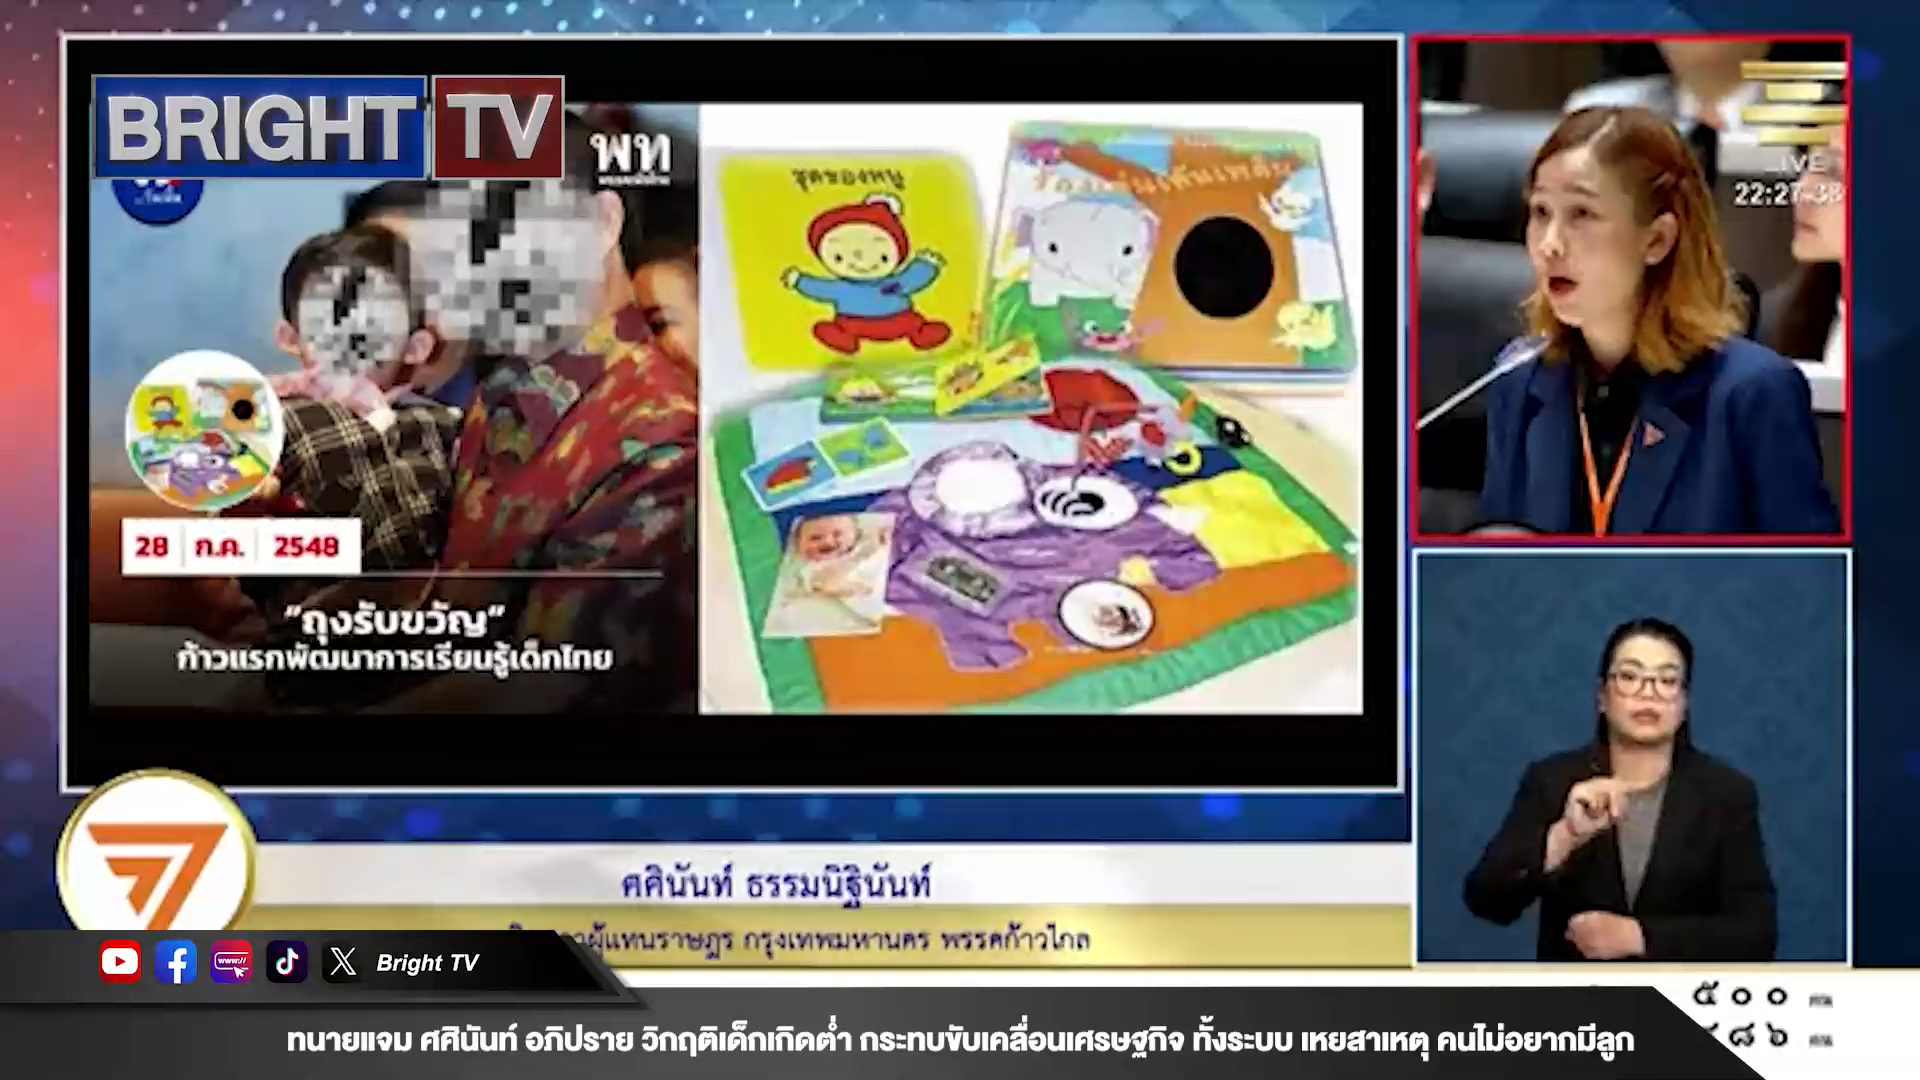 BRIGHT TV
พท
LIVE
22:27:38
ชุดของหนู
28 ก.ค. 2548
"ถุงรับขวัญ"
ก้าวแรกพัฒนาการเรียนรู้เด็กไทย
ศศินันท์ ธรรมนิฐินันท์
ผู้แทนราษฎร กรุงเทพมหานคร พรรคก้าวไกล
www://
Bright TV
๕๐๐ คน
๘๖ คน
ทนายแจม ศศินันท์ อภิปราย วิกฤติเด็กเกิดต่ำ กระทบขับเคลื่อนเศรษฐกิจ ทั้งระบบ เหยสาเหตุ คนไม่อยากมีลูก